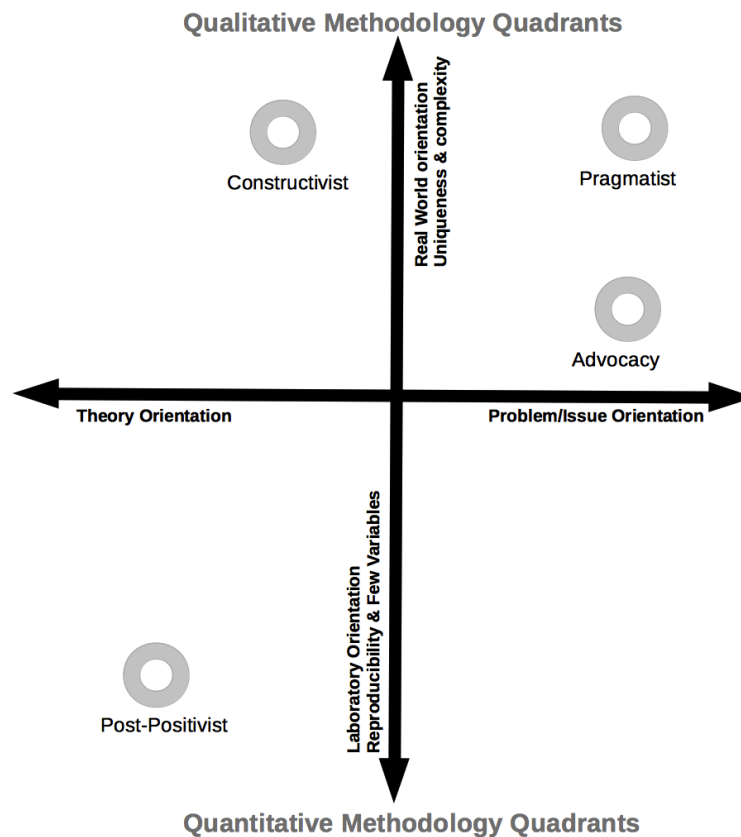 Qualitative Methodology Quadrants
Real World orientation
Uniqueness & complexity
Constructivist
Pragmatist
Advocacy
Theory Orientation
Problem/Issue Orientation
Laboratory Orientation
Reproducibility & Few Variables
Post-Positivist
Quantitative Methodology Quadrants